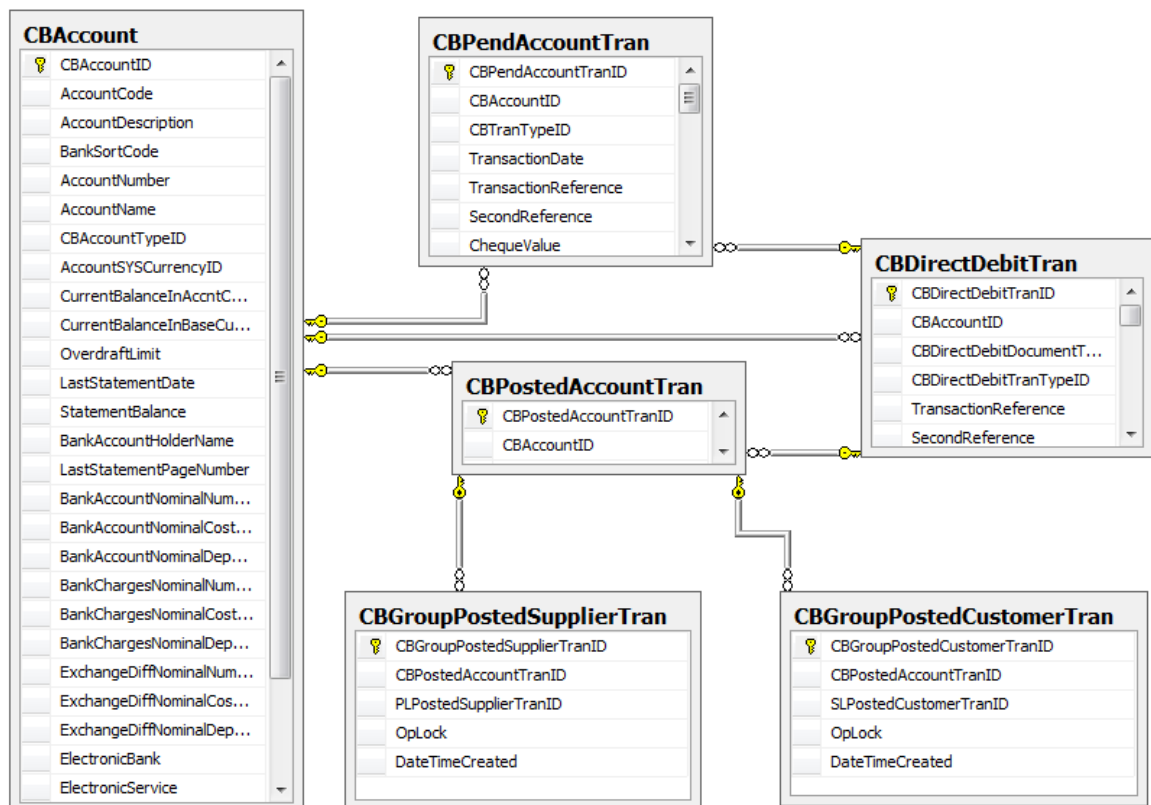 CBAccount
CBAccountID
AccountCode
AccountDescription
BankSortCode
AccountNumber
AccountName
CBAccountTypeID
AccountSYSCurrencyID
CurrentBalanceInAccntC...
CurrentBalanceInBaseCu...
OverdraftLimit
LastStatementDate
StatementBalance
BankAccountHolderName
LastStatementPageNumber
BankAccountNominalNum...
BankAccountNominalCost...
BankAccountNominalDep...
BankChargesNominalNum...
BankChargesNominalCost...
BankChargesNominalDep...
ExchangeDiffNominalNum...
ExchangeDiffNominalCos...
ExchangeDiffNominalDep...
ElectronicBank
ElectronicService
CBPendAccountTran
CBPendAccountTranID
CBAccountID
CBTranTypeID
TransactionDate
TransactionReference
SecondReference
ChequeValue
CBDirectDebitTran
CBDirectDebitTranID
CBAccountID
CBDirectDebitDocumentT...
CBDirectDebitTranTypeID
TransactionReference
SecondReference
CBPostedAccountTran
CBPostedAccountTranID
CBAccountID
CBGroupPostedSupplierTran
CBGroupPostedSupplierTranID
CBPostedAccountTranID
PLPostedSupplierTranID
OpLock
DateTimeCreated
CBGroupPostedCustomerTran
CBGroupPostedCustomerTranID
CBPostedAccountTranID
SLPostedCustomerTranID
OpLock
DateTimeCreated